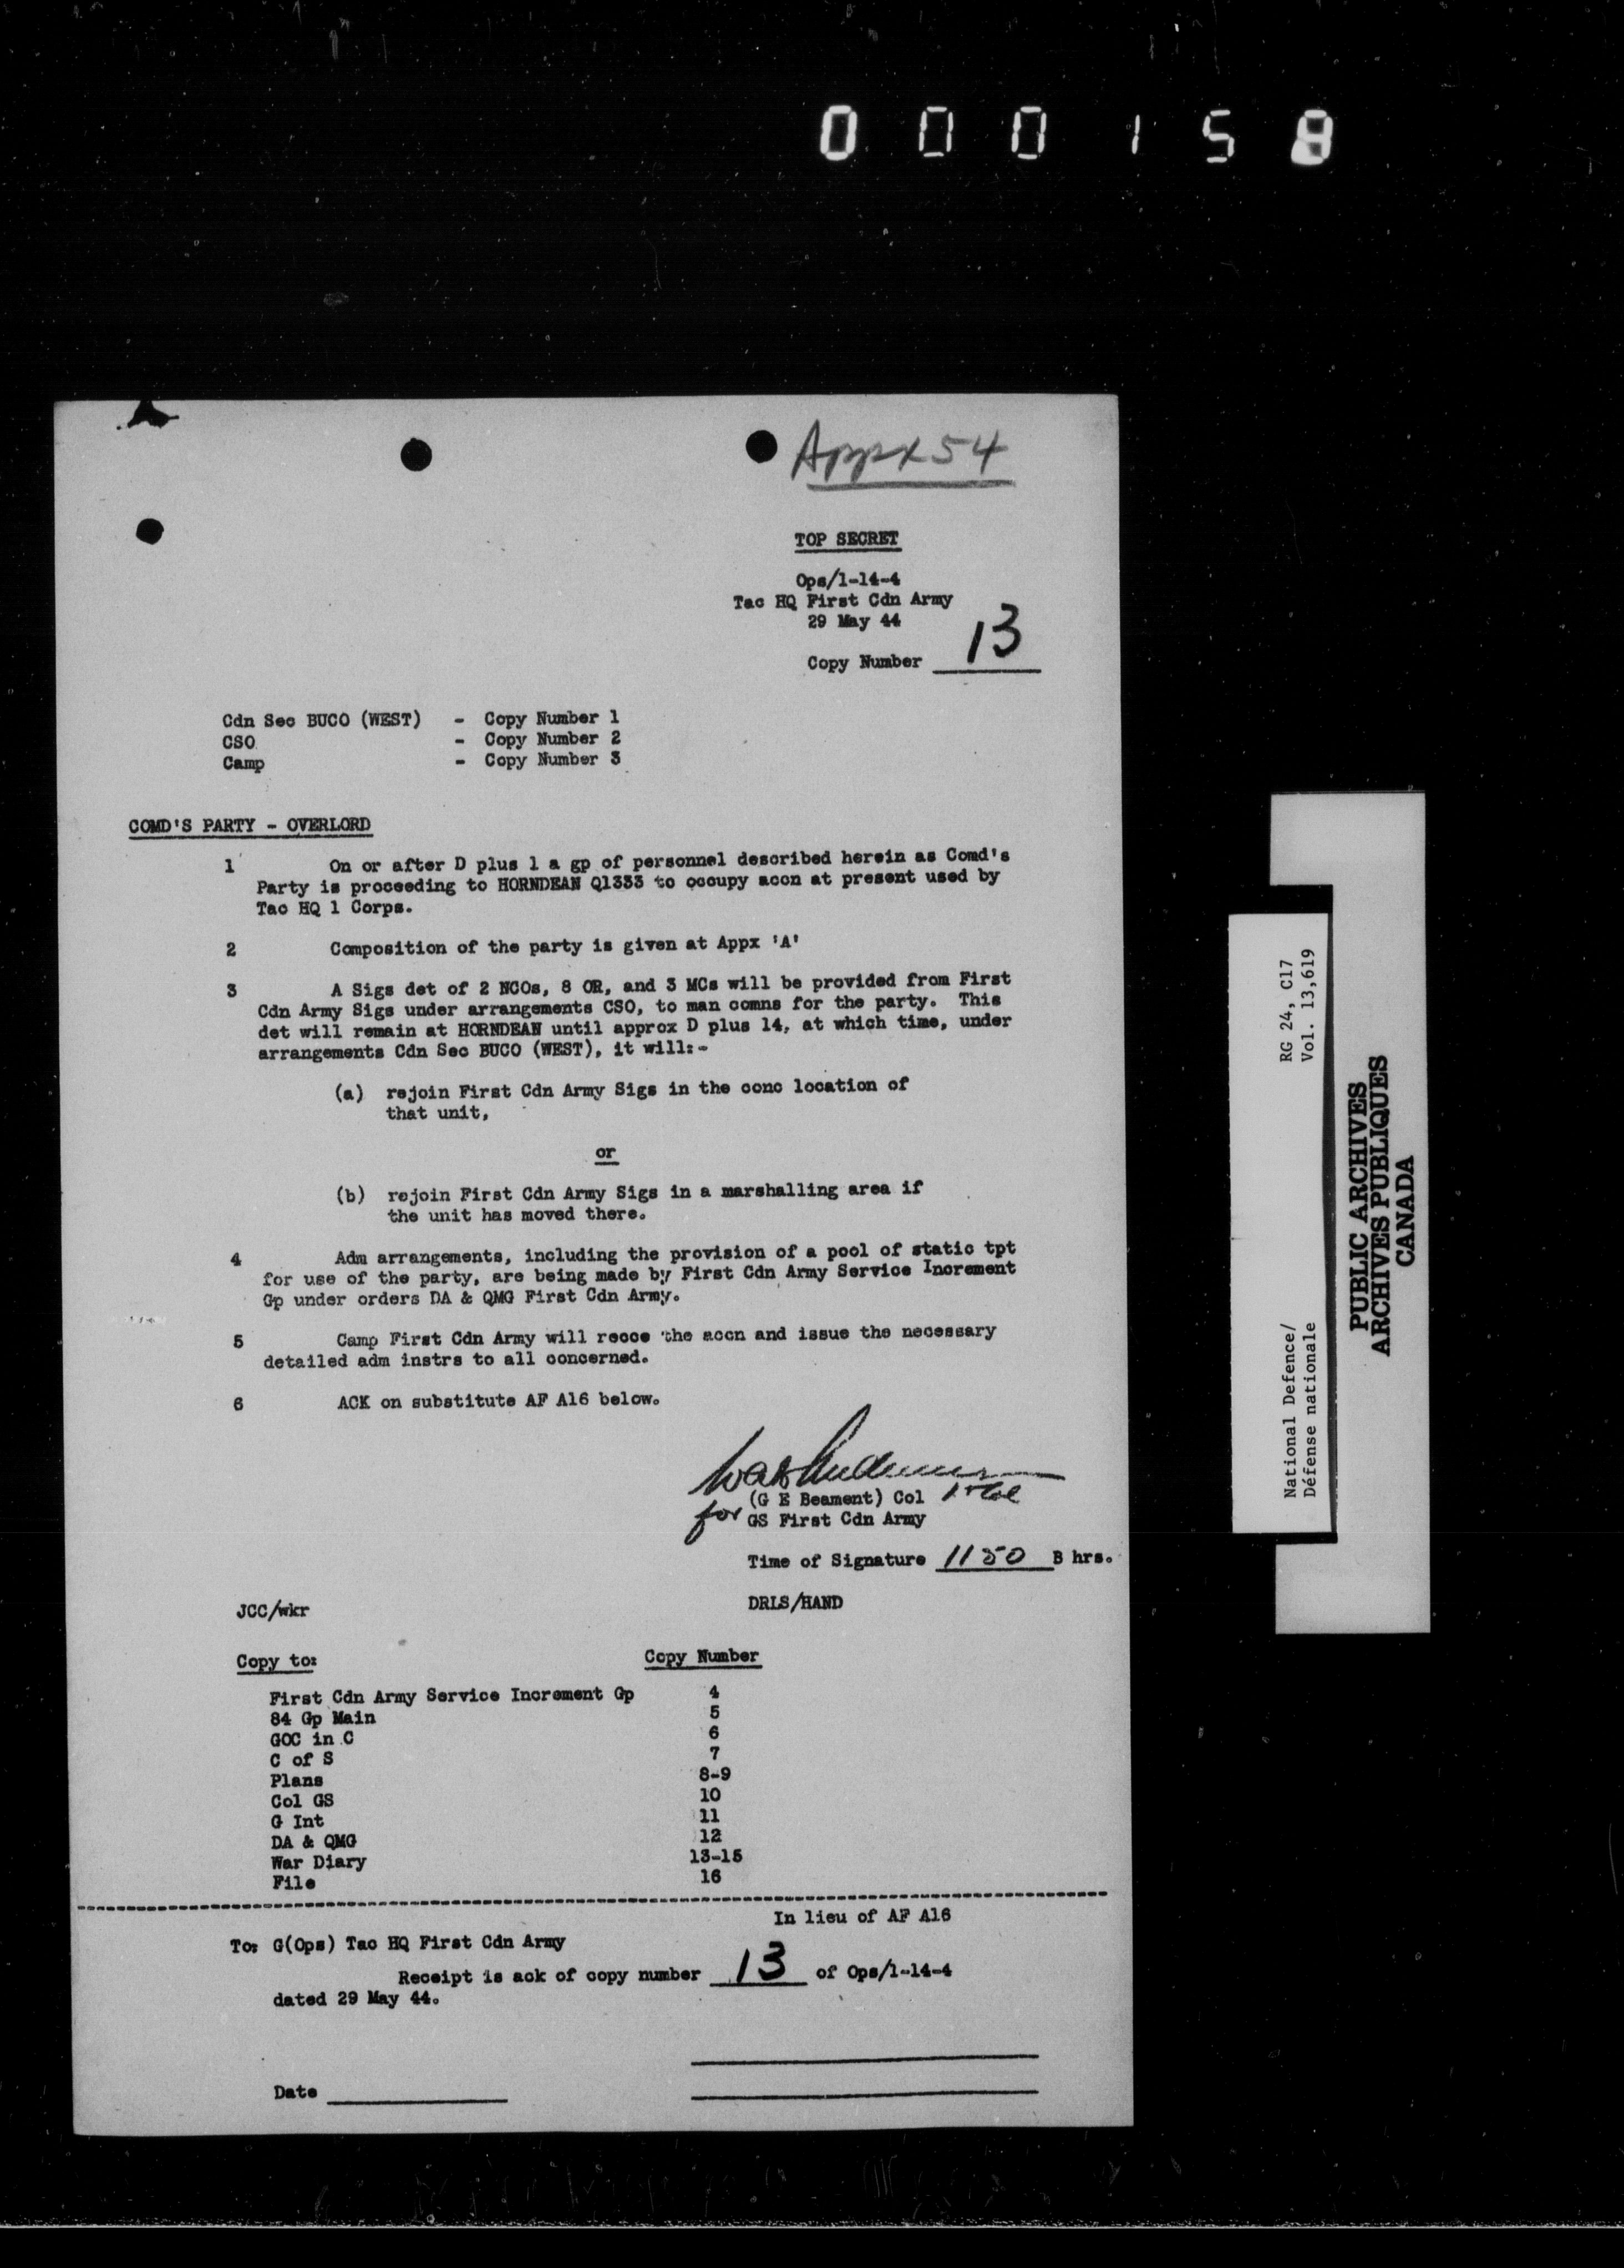 000158
Appx 54
TOP SECRET
Ops/1-14-4
Tac HQ First Cdn Army
29 May 44
Copy Number 13
Cdn Sec BUCO (WEST) - Copy Number 1
CSO - Copy Number 2
Camp - Copy Number 3
COMD'S PARTY - OVERLORD
1 On or after D plus 1 a gp of personnel described herein as Comd's
Party is proceeding to HORNDEAN Q1333 to occupy accn at present used by
Tac HQ 1 Corps.
2 Composition of the party is given at Appx 'A'
3 A Sigs det of 2 NCOs, 8 OR, and 3 MCs will be provided from First
Cdn Army Sigs under arrangements CSO, to man comns for the party. This
det will remain at HORNDEAN until approx D plus 14, at which time, under
arrangements Cdn Sec BUCO (WEST), it will:-
(a) rejoin First Cdn Army Sigs in the conc location of
that unit,
or
(b) rejoin First Cdn Army Sigs in a marshalling area if
the unit has moved there.
4 Adm arrangements, including the provision of a pool of static tpt
for use of the party, are being made by First Cdn Army Service Increment
Gp under orders DA & QMG First Cdn Army.
5 Camp First Cdn Army will recce the accn and issue the necessary
detailed adm instrs to all concerned.
6 ACK on substitute AF A16 below.
(G E Beament) Col
for GS First Cdn Army
Time of Signature 1150 B hrs.
JCC/wkr DRLS/HAND
Copy to: Copy Number
First Cdn Army Service Increment Gp 4
84 Gp Main 5
GOC in C 6
C of S 7
Plans 8-9
Col GS 10
G Int 11
DA & QMG 12
War Diary 13-15
File 16
In lieu of AF A16
To: G(Ops) Tac HQ First Cdn Army
Receipt is ack of copy number 13 of Ops/1-14-4
dated 29 May 44.
Date
National Defence/ RG 24, C17
Défense nationale Vol. 13,619
PUBLIC ARCHIVES
ARCHIVES PUBLIQUES
CANADA